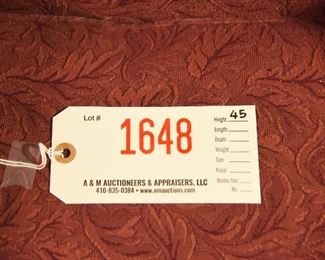 Lot #
1648
Height 45
Length
Depth
Weight
Size
Karat
Works Yes
No
A & M AUCTIONEERS & APPRAISERS, LLC
410-835-0384 • www.amauctions.com